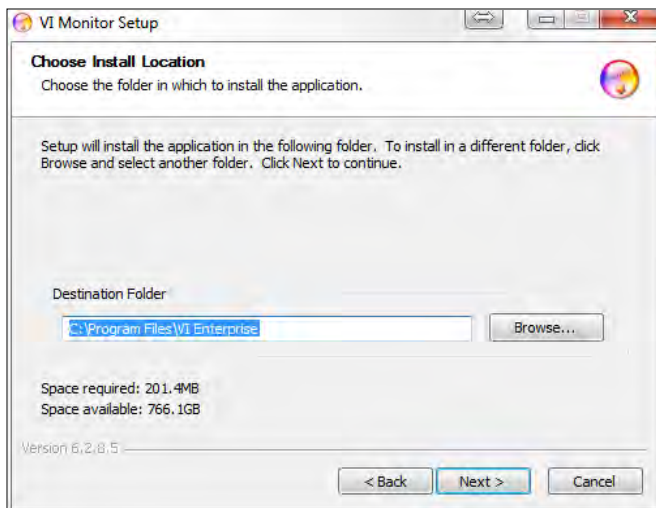 VI Monitor Setup
Choose Install Location
Choose the folder in which to install the application.
Setup will install the application in the following folder. To install in a different folder, click
Browse and select another folder. Click Next to continue.
Destination Folder
C:\Program Files\VI Enterprise
Browse...
Space required: 201.4MB
Space available: 766.1GB
Version 6.2.8.5
< Back
Next >
Cancel